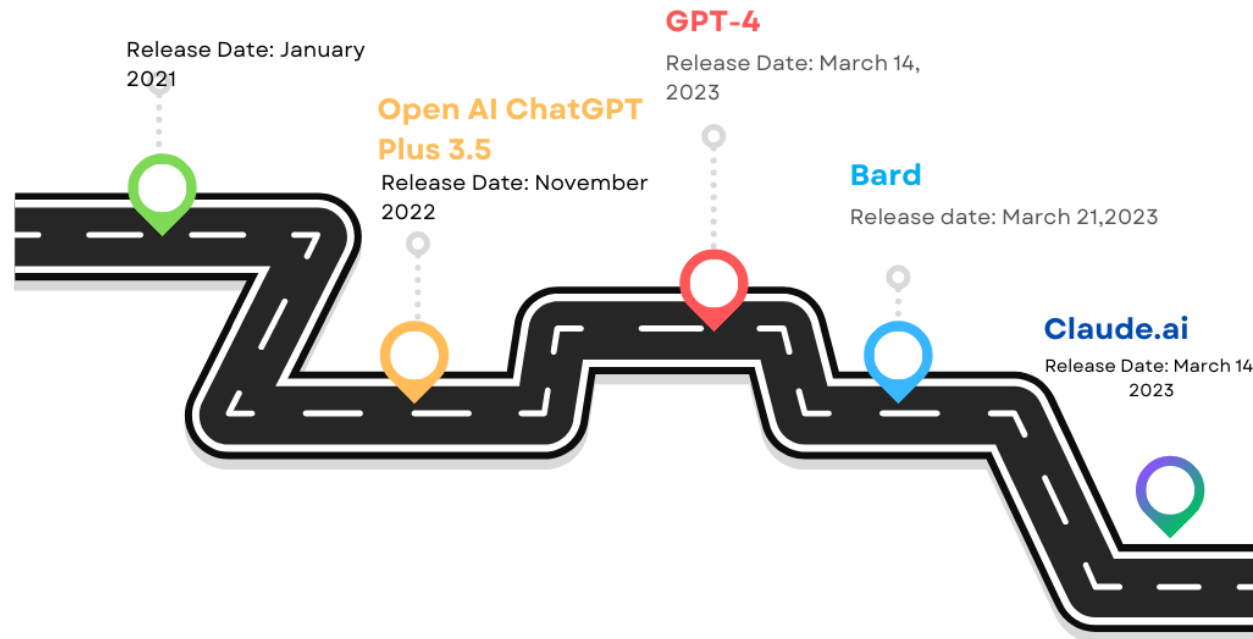 Release Date: January
2021
Open AI ChatGPT
Plus 3.5
Release Date: November
2022
GPT-4
Release Date: March 14,
2023
Bard
Release date: March 21,2023
Claude.ai
Release Date: March 14
2023